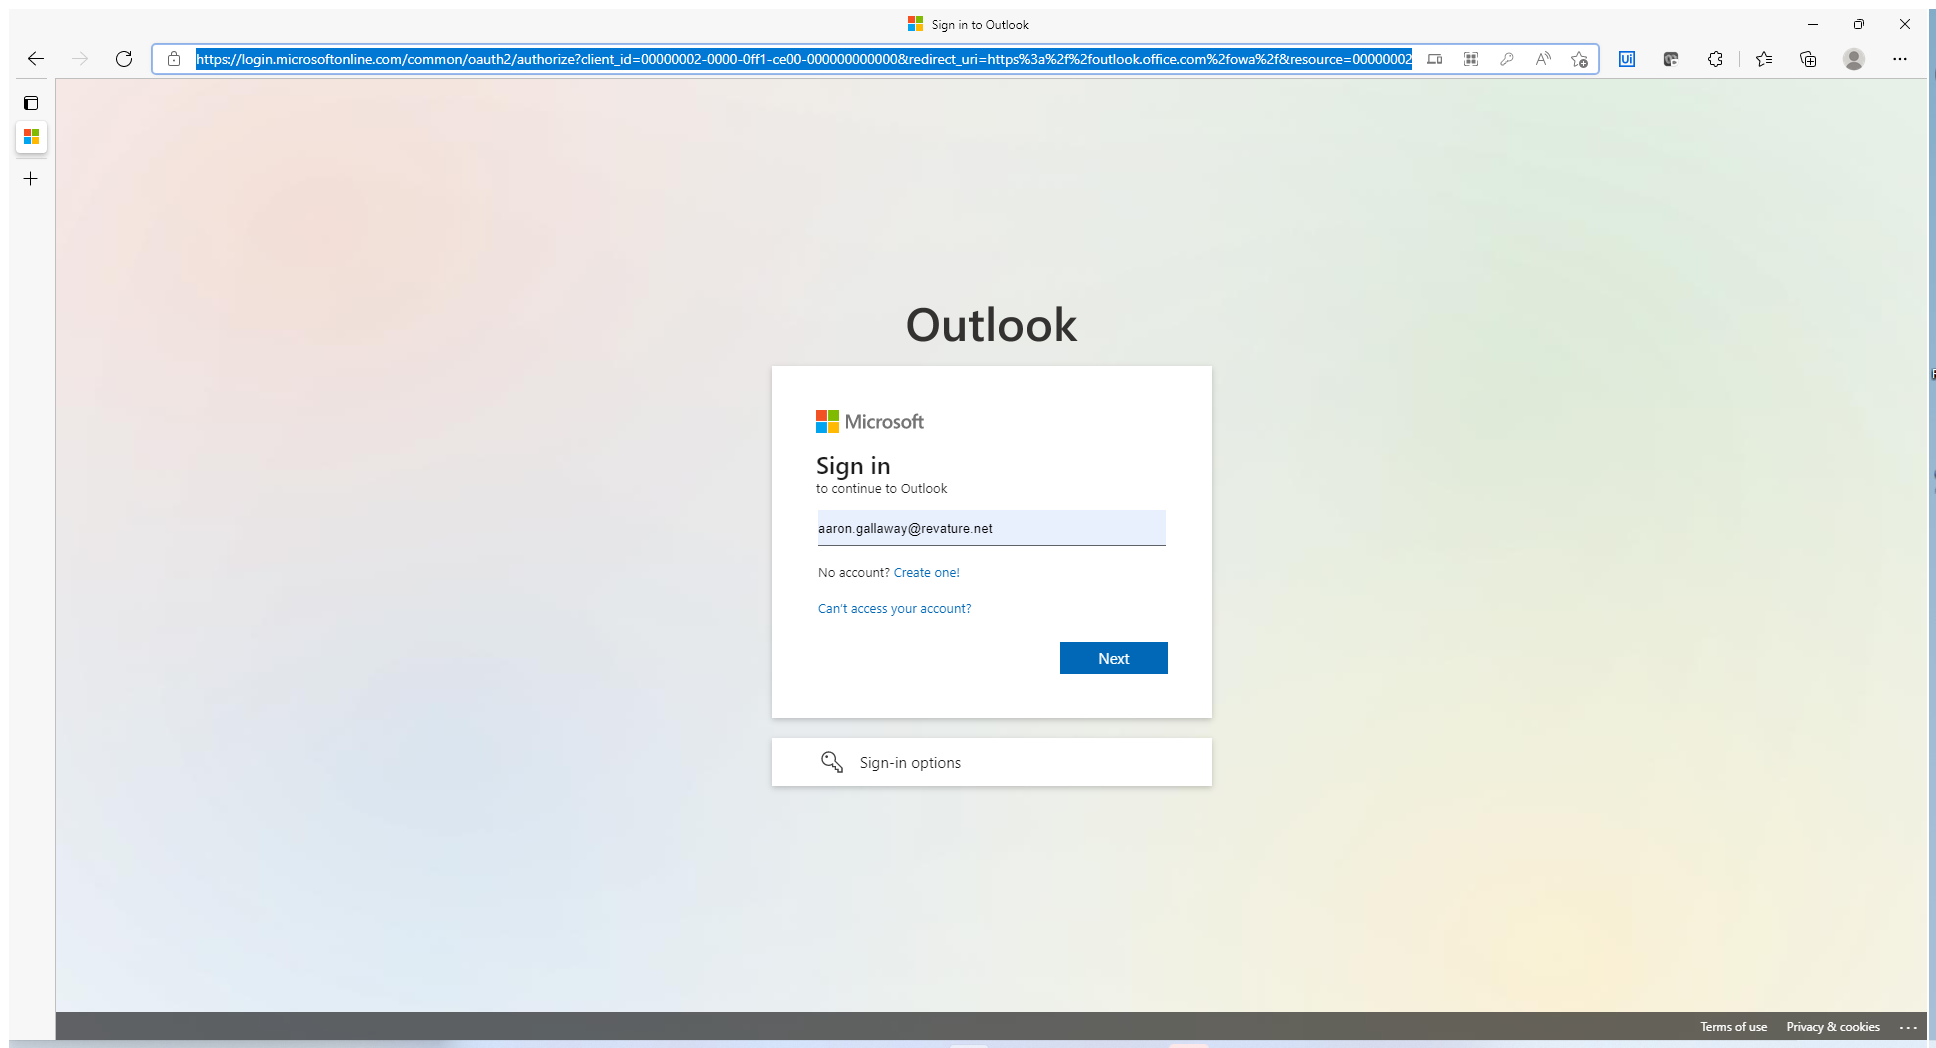 Sign in to Outlook
https://login.microsoftonline.com/common/oauth2/authorize?client_id=00000002-0000-0ff1-ce00-000000000000&redirect_uri=https%3a%2f%2foutlook.office.com%2fowa%2f&resource=00000002
Outlook
Microsoft
Sign in
to continue to Outlook
aaron.gallaway@revature.net
No account? Create one!
Can't access your account?
Next
Sign-in options
Terms of use Privacy & cookies ...